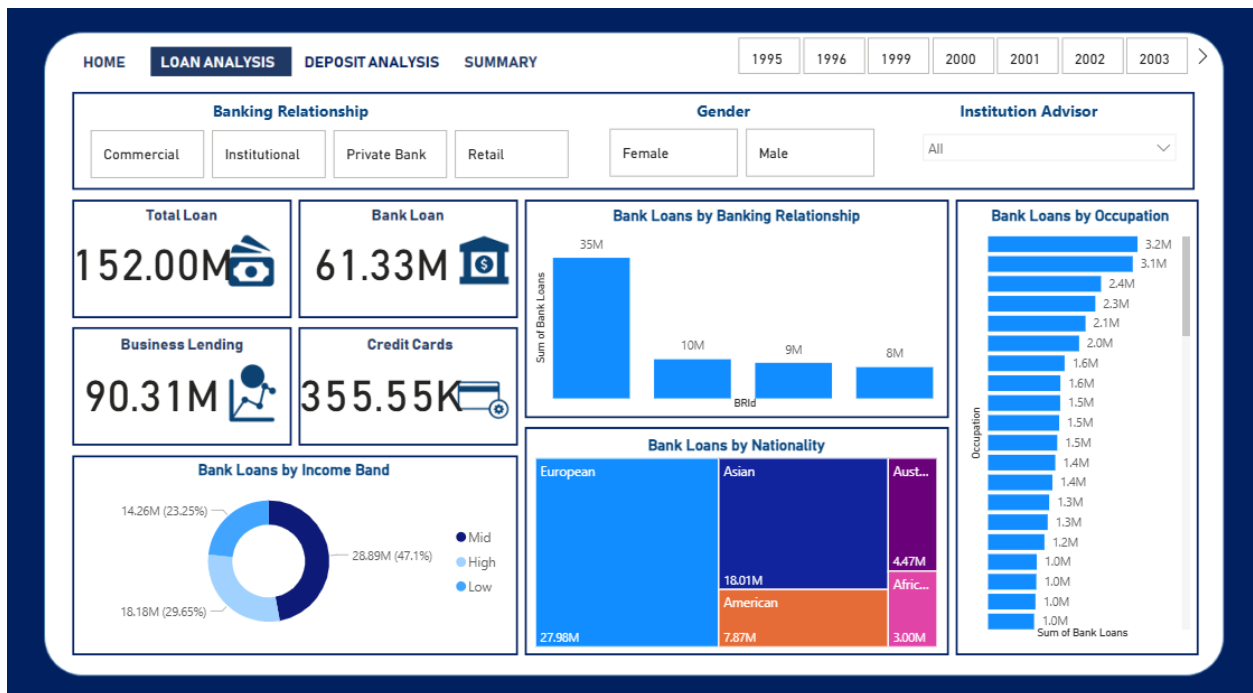 HOME LOAN ANALYSIS DEPOSIT ANALYSIS SUMMARY
1995 1996 1999 2000 2001 2002 2003
Banking Relationship
Commercial Institutional Private Bank Retail
Gender
Female Male
Institution Advisor
All
Total Loan
152.00M
Bank Loan
61.33M
$
Business Lending
90.31M
Credit Cards
355.55K
Bank Loans by Income Band
14.26M (23.25%)
28.89M (47.1%)
18.18M (29.65%)
Mid
High
Low
Bank Loans by Banking Relationship
Sum of Bank Loans
35M
10M
9M
8M
BRId
Bank Loans by Nationality
European
27.98M
Asian
18.01M
American
7.87M
Aust...
4.47M
Afric...
3.00M
Bank Loans by Occupation
Occupation
3.2M
3.1M
2.4M
2.3M
2.1M
2.0M
1.6M
1.6M
1.5M
1.5M
1.5M
1.4M
1.4M
1.3M
1.3M
1.2M
1.0M
1.0M
1.0M
1.0M
Sum of Bank Loans